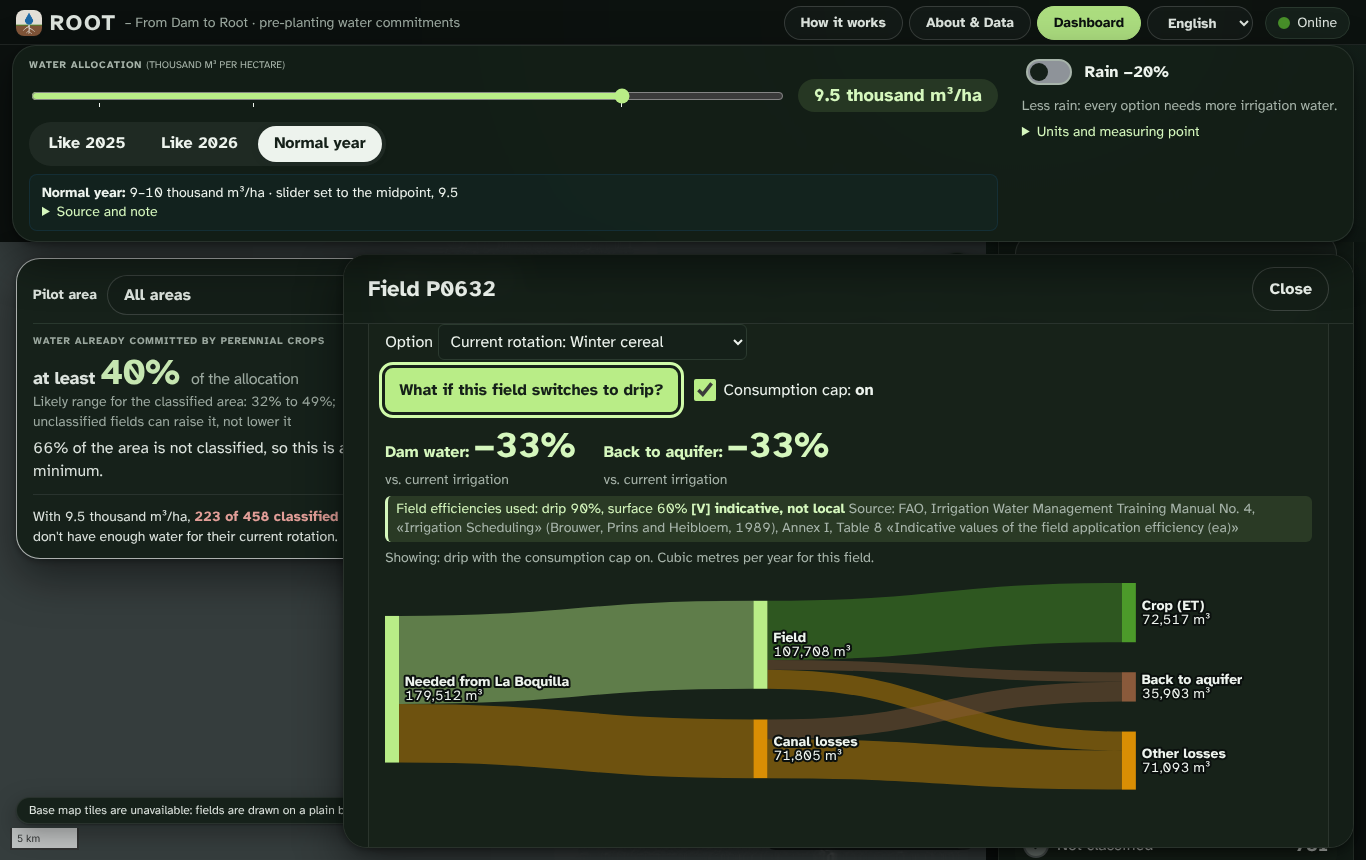 ROOT – From Dam to Root · pre-planting water commitments
How it works
About & Data
Dashboard
English
Online
WATER ALLOCATION (THOUSAND M³ PER HECTARE)
9.5 thousand m³/ha
Like 2025
Like 2026
Normal year
Normal year: 9–10 thousand m³/ha · slider set to the midpoint, 9.5
Source and note
Rain −20%
Less rain: every option needs more irrigation water.
Units and measuring point
Pilot area
All areas
WATER ALREADY COMMITTED BY PERENNIAL CROPS
at least 40% of the allocation
Likely range for the classified area: 32% to 49%;
unclassified fields can raise it, not lower it
66% of the area is not classified, so this is a
minimum.
With 9.5 thousand m³/ha, 223 of 458 classified
don't have enough water for their current rotation.
Base map tiles are unavailable: fields are drawn on a plain
5 km
Field P0632
Close
Option
Current rotation: Winter cereal
What if this field switches to drip?
Consumption cap: on
Dam water: −33%
vs. current irrigation
Back to aquifer: −33%
vs. current irrigation
Field efficiencies used: drip 90%, surface 60% [V] indicative, not local Source: FAO, Irrigation Water Management Training Manual No. 4,
«Irrigation Scheduling» (Brouwer, Prins and Heibloem, 1989), Annex I, Table 8 «Indicative values of the field application efficiency (ea)»
Showing: drip with the consumption cap on. Cubic metres per year for this field.
Needed from La Boquilla
179,512 m³
Field
107,708 m³
Canal losses
71,805 m³
Crop (ET)
72,517 m³
Back to aquifer
35,903 m³
Other losses
71,093 m³